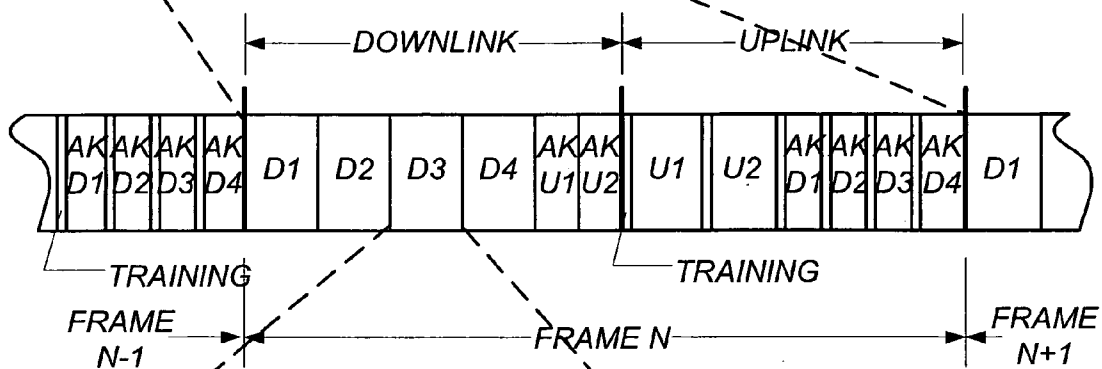 DOWNLINK UPLINK
AK AK AK AK D1 D2 D3 D4 AK AK U1 U2 AK AK AK AK D1
D1 D2 D3 D4 U1 U2 D1 D2 D3 D4
TRAINING TRAINING
FRAME N-1 FRAME N FRAME N+1